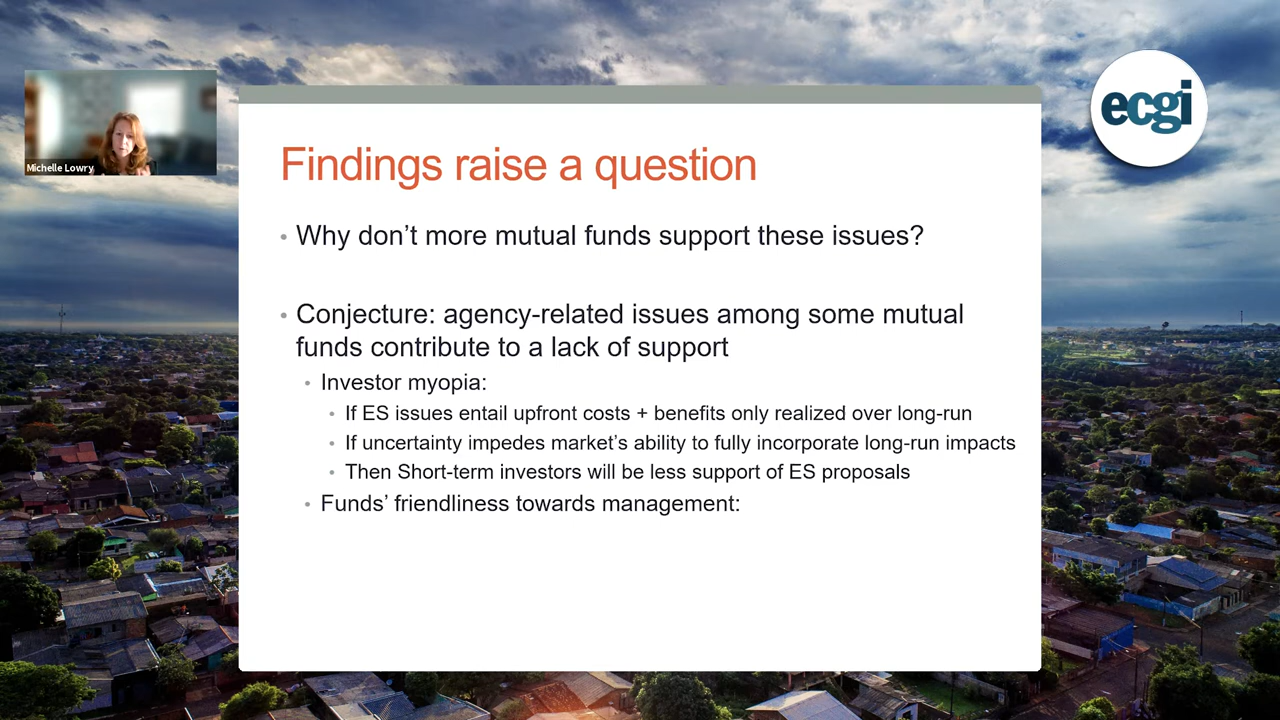 Michelle Lowry
ecgi
Findings raise a question
• Why don't more mutual funds support these issues?
• Conjecture: agency-related issues among some mutual
funds contribute to a lack of support
• Investor myopia:
• If ES issues entail upfront costs + benefits only realized over long-run
• If uncertainty impedes market's ability to fully incorporate long-run impacts
• Then Short-term investors will be less support of ES proposals
• Funds' friendliness towards management: